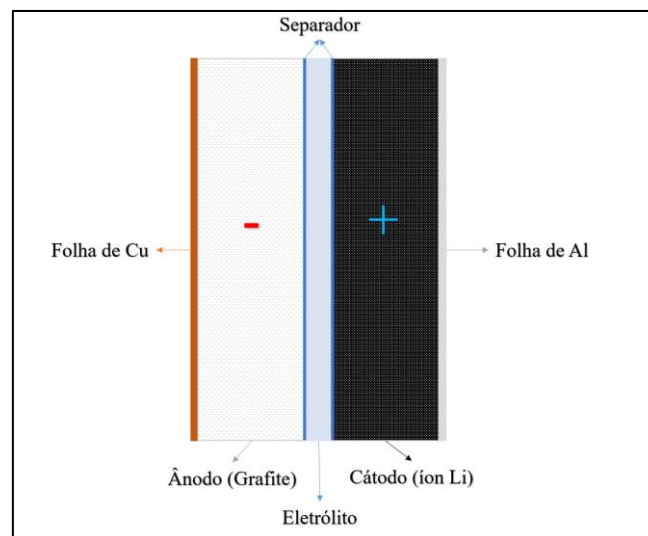 Separador
Folha de Cu
Folha de Al
Ânodo (Grafite)
Cátodo (íon Li)
Eletrólito